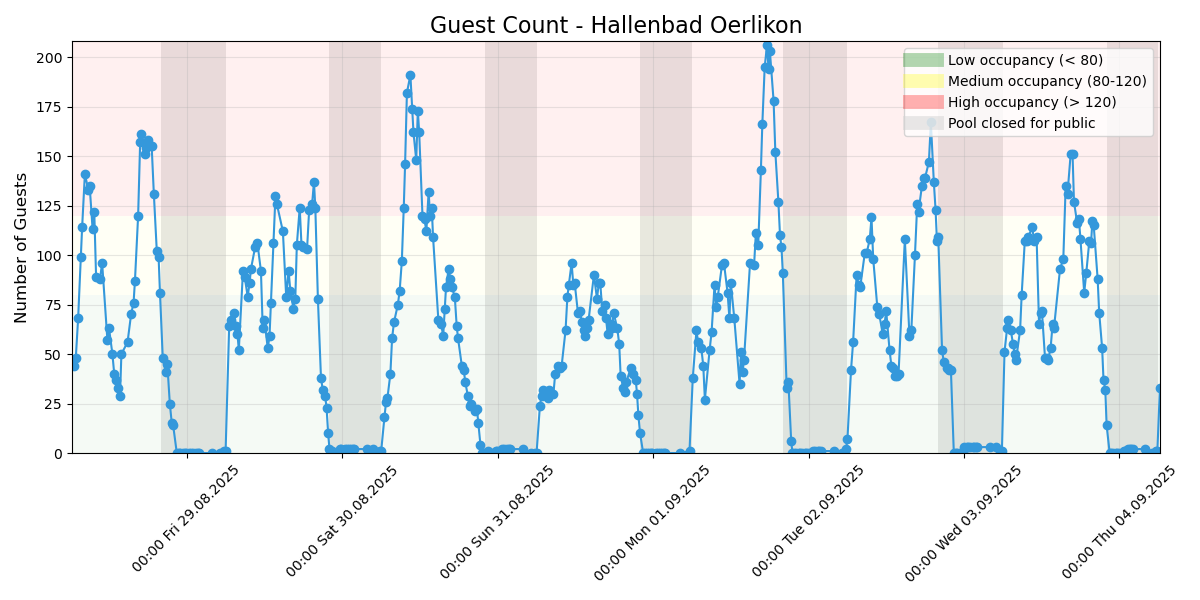 Guest Count - Hallenbad Oerlikon
Number of Guests
200
175
150
125
100
75
50
25
0
Low occupancy (< 80)
Medium occupancy (80-120)
High occupancy (> 120)
Pool closed for public
00:00 Fri 29.08.2025
00:00 Sat 30.08.2025
00:00 Sun 31.08.2025
00:00 Mon 01.09.2025
00:00 Tue 02.09.2025
00:00 Wed 03.09.2025
00:00 Thu 04.09.2025